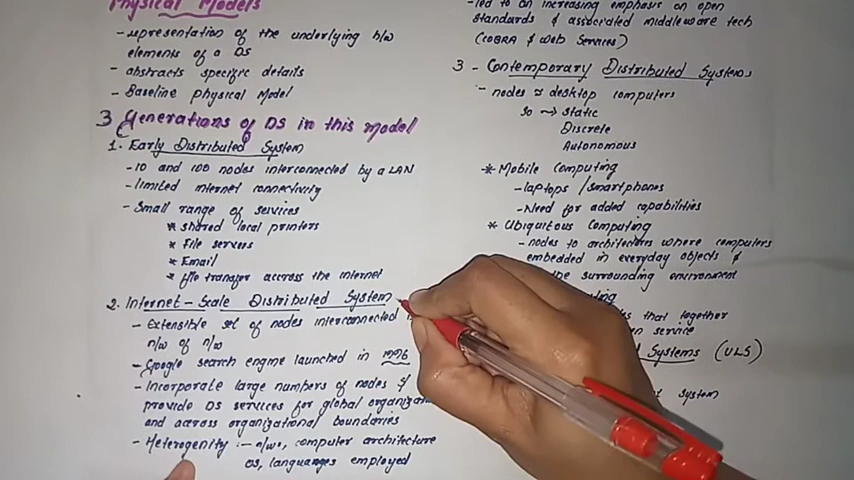 Physical Models
- representation of the underlying h/w
elements of a DS
- abstracts specific details
- Baseline physical Model
3 Generations of DS in this model
1. Early Distributed System
- 10 and 100 nodes interconnected by a LAN
- limited internet connectivity
- Small range of services
* shared local printers
* File servers
* Email
* file transfer accross the internet
2. Internet-Scale Distributed System
- Extensible set of nodes interconnected
n/w of n/w
- Google search engine launched in 1996
- Incorporate large numbers of nodes &
provide DS services for global
and across organizational boundaries
- Heterogenity :- n/ws, computer architecture
os, languages employed
- led to an increasing emphasis on open
standards & associated middleware tech
(COBRA & Web Services)
3 - Contemporary Distributed Systems
- nodes = desktop computers
so → Static
Discrete
Autonomous
* Mobile Computing
- laptops / smartphones
- Need for added capabilities
* Ubiquitous Computing
- nodes to architecture where computers
embedded in everyday objects &
the surrounding environment
that together
service
Systems (ULS)
of system